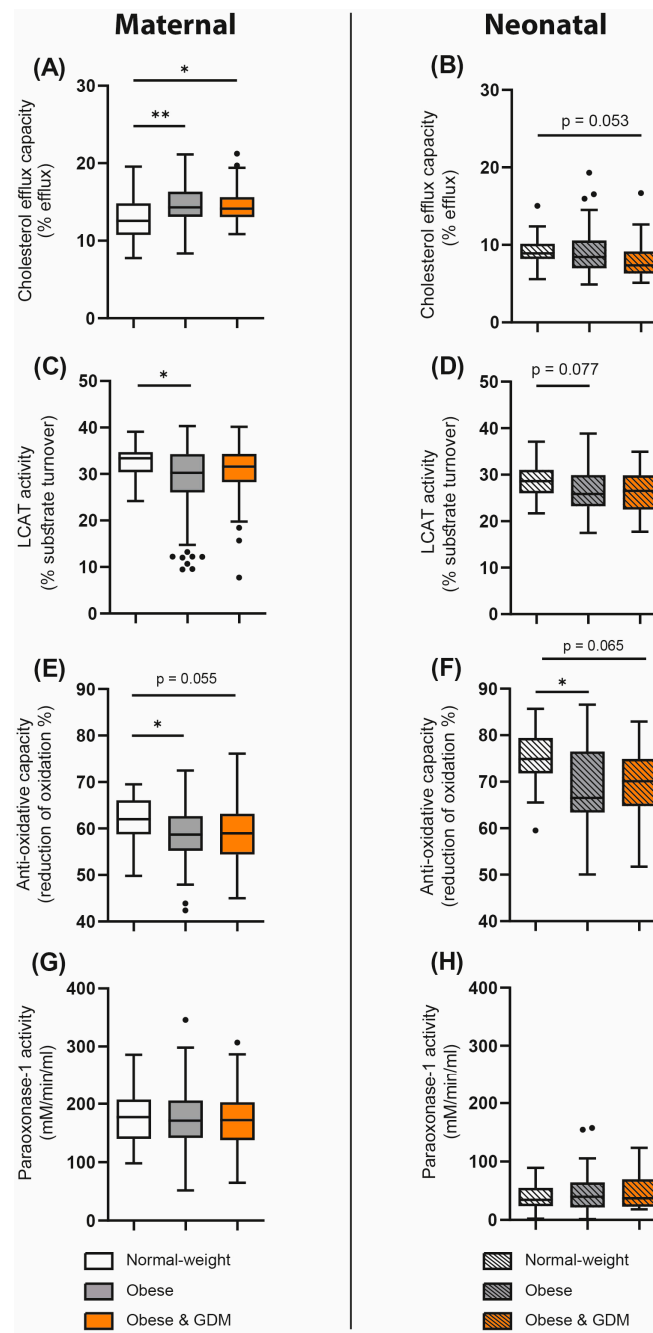 Maternal
Neonatal
(A)
Cholesterol efflux capacity
(% efflux)
30
20
10
0
*
**
(B)
Cholesterol efflux capacity
(% efflux)
30
20
10
0
p = 0.053
(C)
LCAT activity
(% substrate turnover)
50
40
30
20
10
0
*
(D)
LCAT activity
(% substrate turnover)
50
40
30
20
10
0
p = 0.077
(E)
Anti-oxidative capacity
(reduction of oxidation %)
90
80
70
60
50
40
p = 0.055
*
(F)
Anti-oxidative capacity
(reduction of oxidation %)
90
80
70
60
50
40
p = 0.065
*
(G)
Paraoxonase-1 activity
(mM/min/ml)
400
300
200
100
0
(H)
Paraoxonase-1 activity
(mM/min/ml)
400
300
200
100
0
Normal-weight
Obese
Obese & GDM
Normal-weight
Obese
Obese & GDM